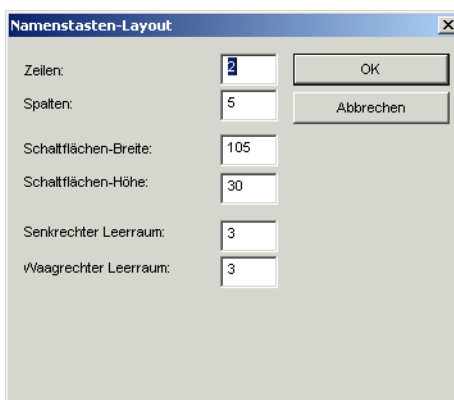 Namenstasten-Layout
Zeilen: 2 OK
Spalten: 5 Abbrechen
Schaltflächen-Breite: 105
Schaltflächen-Höhe: 30
Senkrechter Leerraum: 3
Waagrechter Leerraum: 3